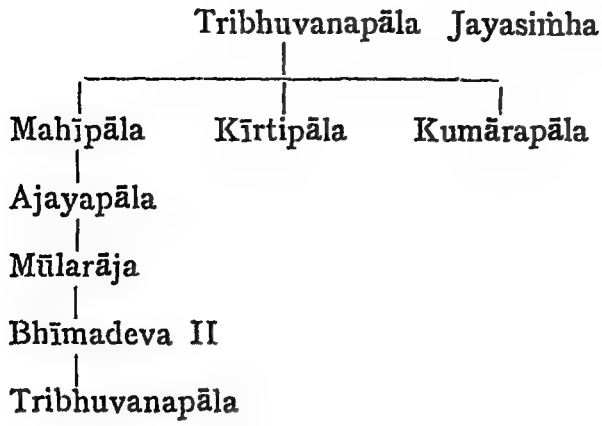 Tribhuvanapāla Jayasiṁha
Mahīpāla Kīrtipāla Kumārapāla
Ajayapāla
Mūlarāja
Bhīmadeva II
Tribhuvanapāla